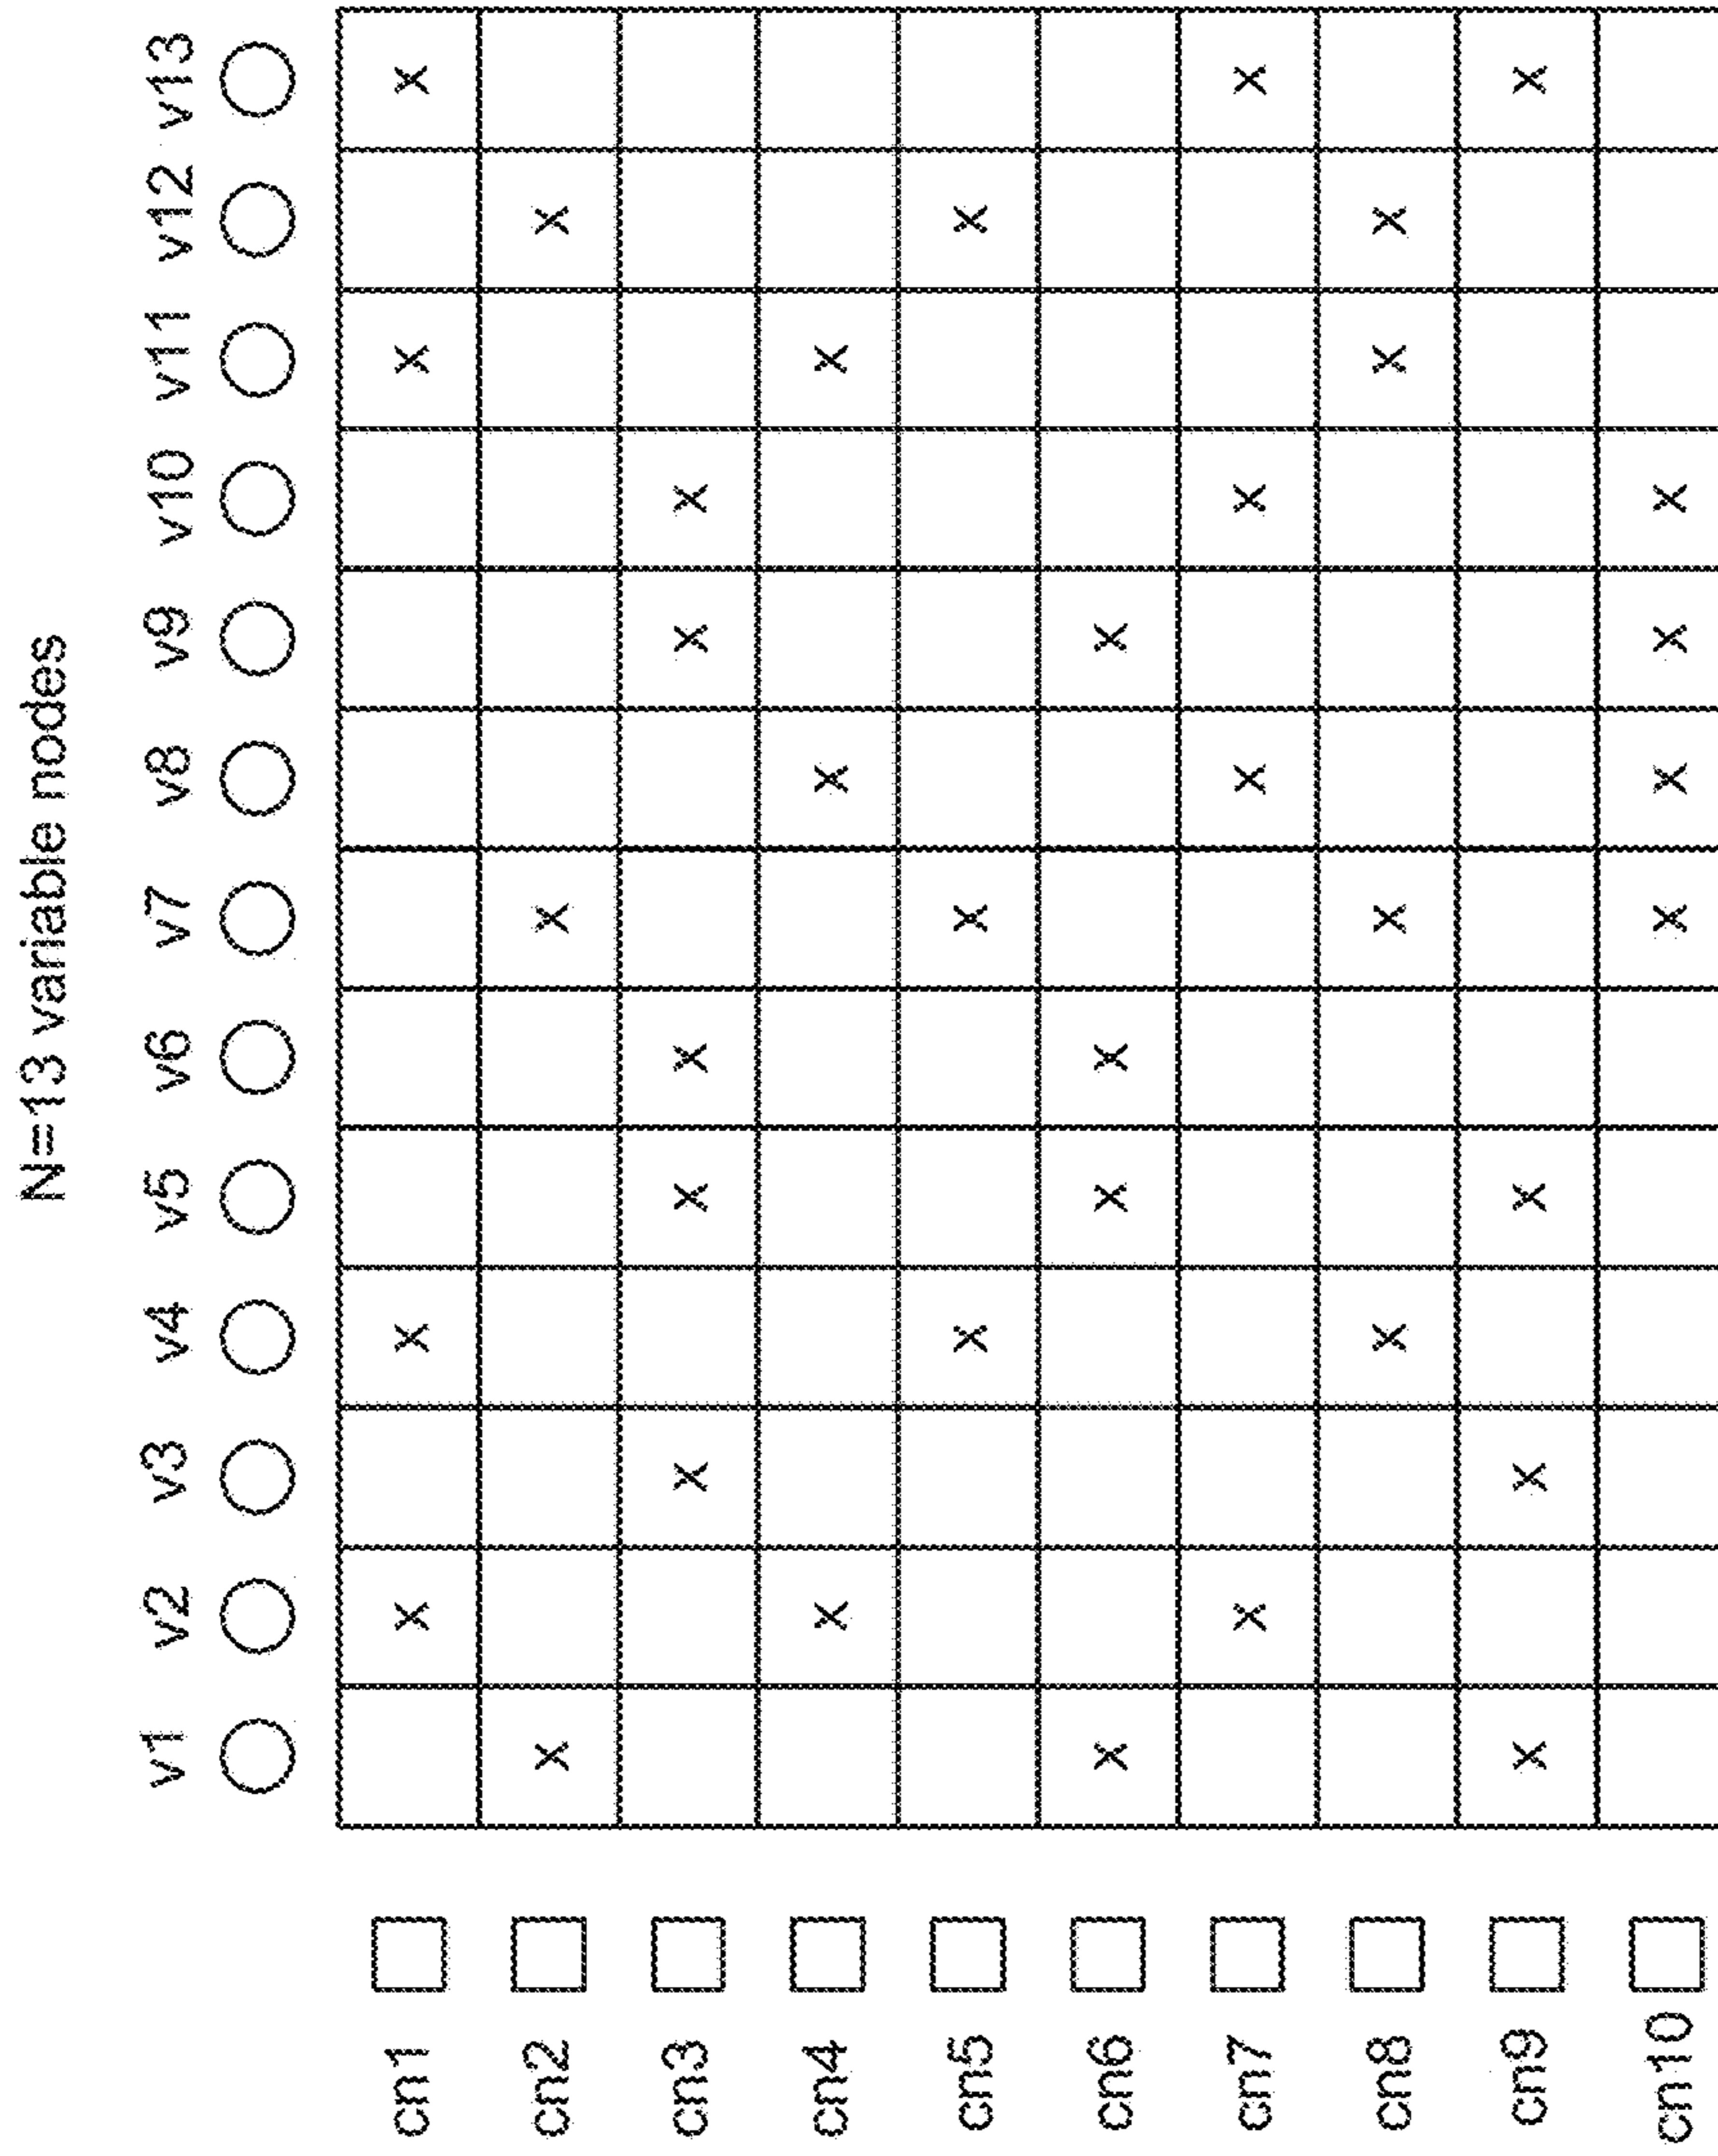 N=13 variable nodes
v1 v2 v3 v4 v5 v6 v7 v8 v9 v10 v11 v12 v13
cn1 X X X X
cn2 X X X
cn3 X X X X X
cn4 X X X
cn5 X X X
cn6 X X X X
cn7 X X X X
cn8 X X X X
cn9 X X X X
cn10 X X X X